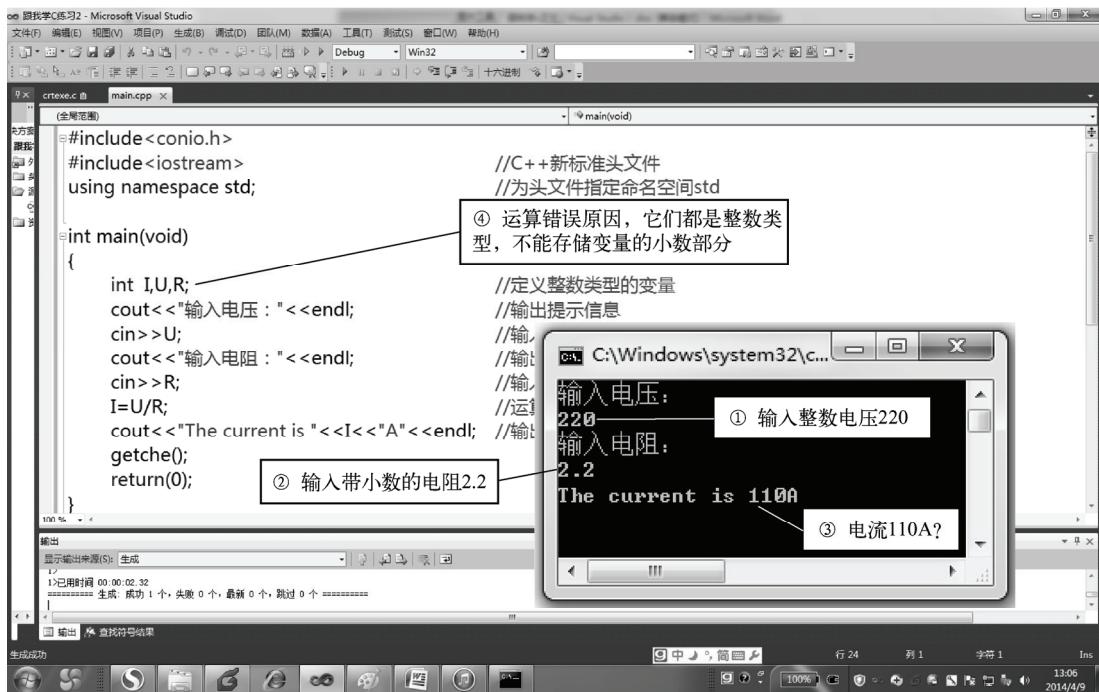 跟我学C练习2 - Microsoft Visual Studio
文件(F) 编辑(E) 视图(V) 项目(P) 生成(B) 调试(D) 团队(M) 数据(A) 工具(T) 测试(S) 窗口(W) 帮助(H)
Debug Win32
十六进制
crtexe.c main.cpp
(全局范围) main(void)
#include<conio.h>
#include<iostream> //C++新标准头文件
using namespace std; //为头文件指定命名空间std
④ 运算错误原因，它们都是整数类
型，不能存储变量的小数部分
int main(void)
{
int I,U,R; //定义整数类型的变量
cout<<"输入电压："<<endl; //输出提示信息
cin>>U; //输
cout<<"输入电阻："<<endl; //输出
cin>>R; //输
I=U/R; //运算
cout<<"The current is "<<I<<"A"<<endl; //输出
getche();
return(0);
}
② 输入带小数的电阻2.2
C:\Windows\system32\c...
输入电压：
220
① 输入整数电压220
输入电阻：
2.2
The current is 110A
③ 电流110A?
100 %
输出
显示输出来源(S): 生成
1>
1>已用时间 00:00:02.32
========== 生成: 成功 1 个，失败 0 个，最新 0 个，跳过 0 个 ==========
输出 查找符号结果
生成成功
中 简
行 24 列 1 字符 1 Ins
100%
13:06
2014/4/9